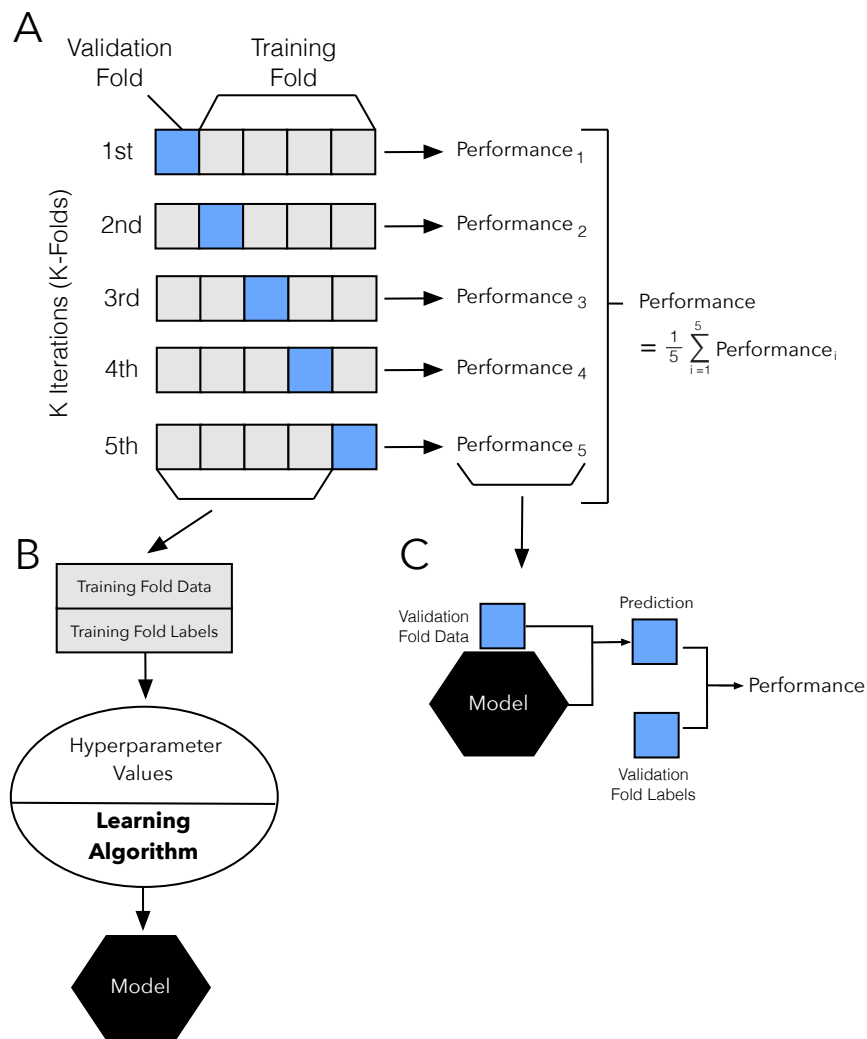 A
Validation
Fold
Training
Fold
K Iterations (K-Folds)
1st
Performance 1
2nd
Performance 2
3rd
Performance 3
4th
Performance 4
5th
Performance 5
Performance
= 1/5 5∑i=1 Performancei
B
Training Fold Data
Training Fold Labels
Hyperparameter
Values
Learning
Algorithm
Model
C
Validation
Fold Data
Model
Prediction
Performance
Validation
Fold Labels